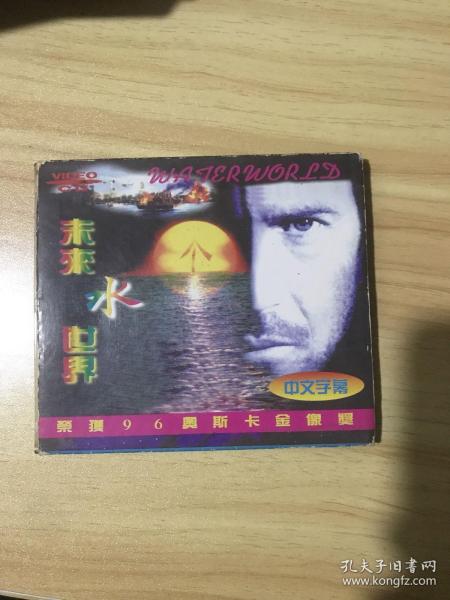 VIDEO
CD
WATERWORLD
未來
水
世界
中文字幕
榮獲96奧斯卡金像獎
孔夫子旧书网
www.kongfz.com